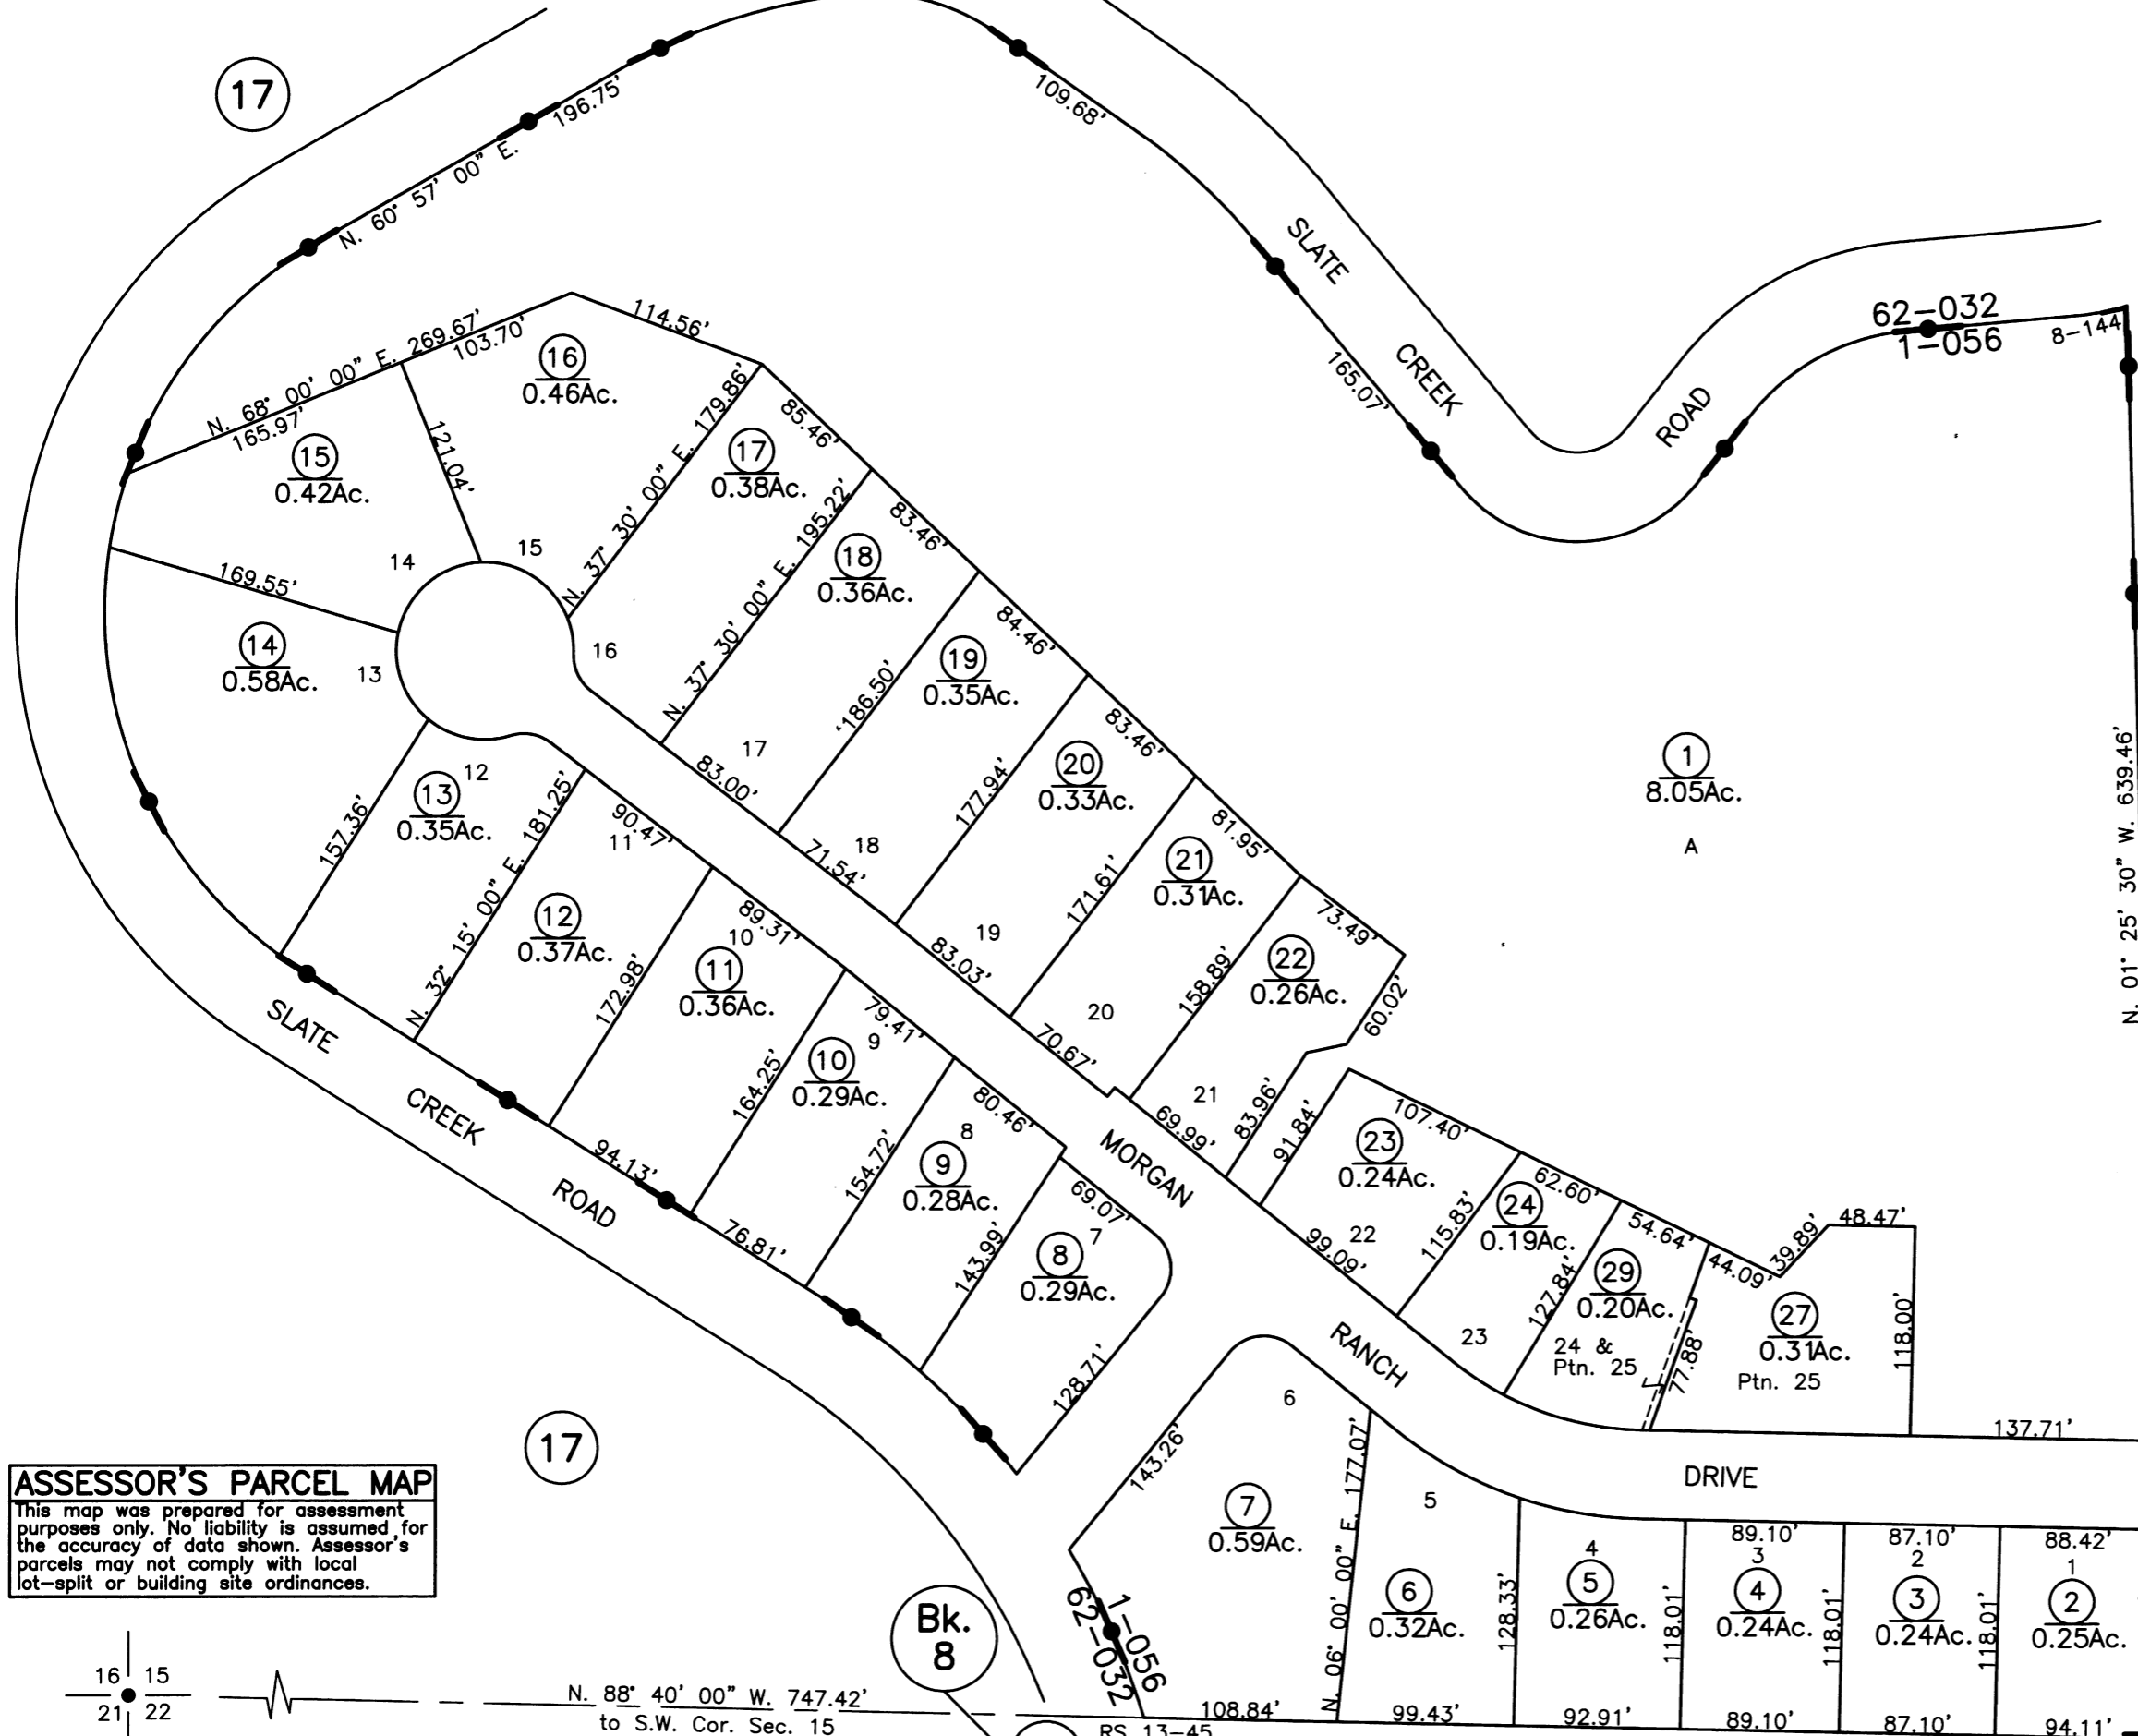 17
N. 60° 57' 00" E.
196.75'
109.68'
SLATE
CREEK
ROAD
165.07'
62-032
1-056
8-144
N. 01° 25' 30" W. 639.46'
1
8.05Ac.
A
N. 68° 00' 00" E. 269.67'
165.97'
103.70'
114.56'
16
0.46Ac.
15
0.42Ac.
121.04'
14
15
169.55'
14
0.58Ac.
13
N. 37° 30' 00" E. 179.86'
85.46'
17
0.38Ac.
16
N. 37° 30' 00" E. 195.22'
83.46'
18
0.36Ac.
17
83.00'
186.50'
84.46'
19
0.35Ac.
18
71.54'
177.94'
83.46'
20
0.33Ac.
19
83.03'
171.61'
81.95'
21
0.31Ac.
20
70.67'
158.89'
73.49'
22
0.26Ac.
60.02'
21
69.99'
83.96'
91.84'
107.40'
23
0.24Ac.
22
99.09'
115.83'
62.60'
24
0.19Ac.
23
127.84'
54.64'
29
0.20Ac.
24 &
Ptn. 25
77.88'
44.09'
39.89'
48.47'
27
0.31Ac.
Ptn. 25
118.00'
137.71'
157.36'
12
13
0.35Ac.
N. 32° 15' 00" E. 181.25'
90.47'
11
12
0.37Ac.
172.98'
89.31'
10
11
0.36Ac.
94.13'
164.25'
79.41'
9
10
0.29Ac.
76.81'
154.72'
80.46'
8
9
0.28Ac.
143.99'
69.07'
7
8
0.29Ac.
128.71'
SLATE
CREEK
ROAD
MORGAN
RANCH
DRIVE
17
143.26'
6
7
0.59Ac.
N. 06° 00' 00" E. 177.07'
108.84'
5
6
0.32Ac.
99.43'
128.33'
4
5
0.26Ac.
92.91'
118.01'
89.10'
3
4
0.24Ac.
89.10'
118.01'
87.10'
2
3
0.24Ac.
87.10'
118.01'
88.42'
1
2
0.25Ac.
94.11'
1-056
62-032
ASSESSOR'S PARCEL MAP
This map was prepared for assessment
purposes only. No liability is assumed for
the accuracy of data shown. Assessor's
parcels may not comply with local
lot-split or building site ordinances.
Bk.
8
16 15
21 22
N. 88° 40' 00" W. 747.42'
to S.W. Cor. Sec. 15
RS 13-45